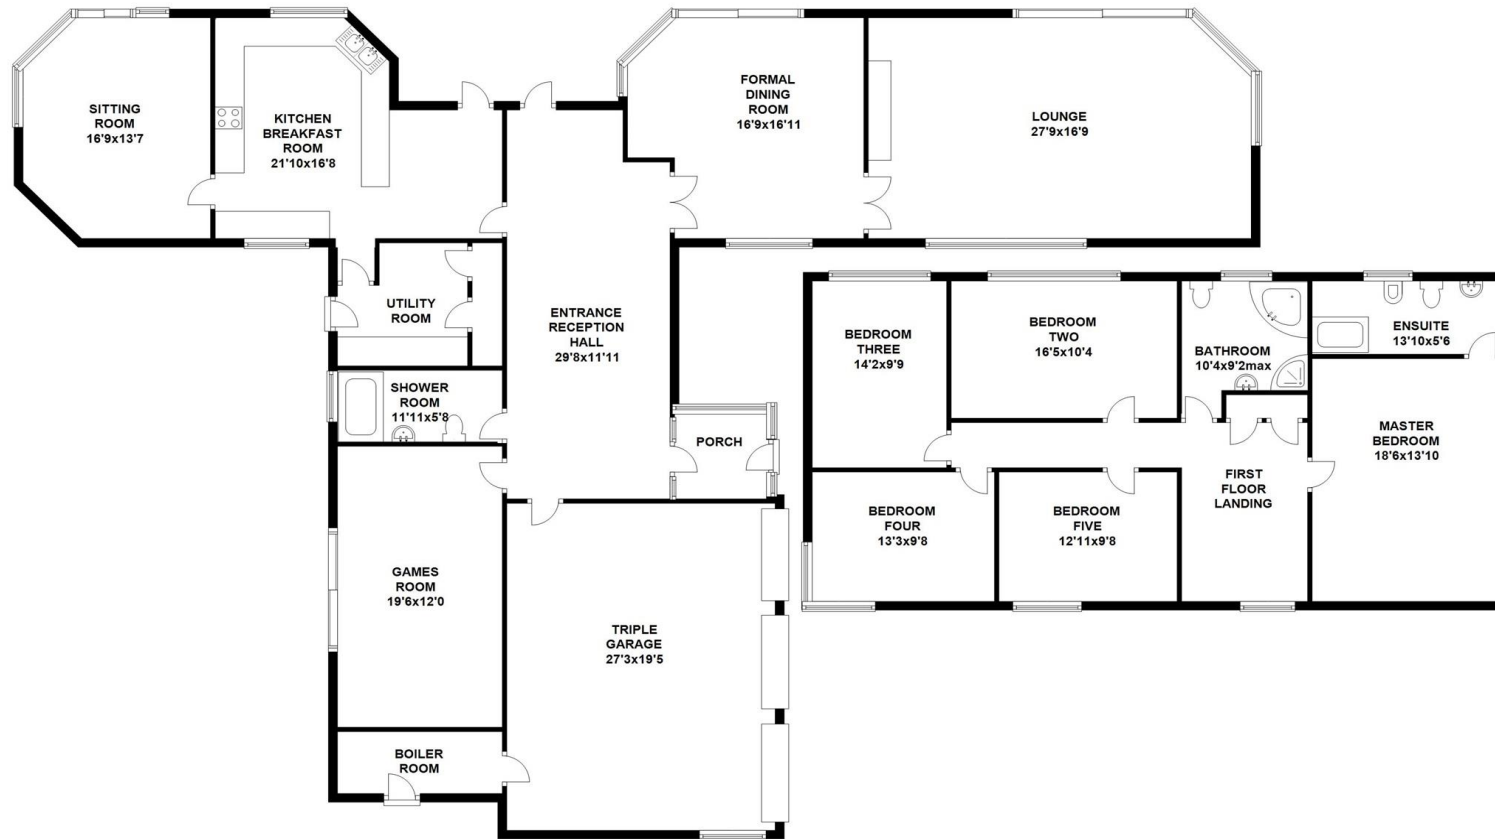 SITTING
ROOM
16'9x13'7
KITCHEN
BREAKFAST
ROOM
21'10x16'8
FORMAL
DINING
ROOM
16'9x16'11
LOUNGE
27'9x16'9
UTILITY
ROOM
ENTRANCE
RECEPTION
HALL
29'8x11'11
SHOWER
ROOM
11'11x5'8
PORCH
GAMES
ROOM
19'6x12'0
TRIPLE
GARAGE
27'3x19'5
BOILER
ROOM
BEDROOM
THREE
14'2x9'9
BEDROOM
TWO
16'5x10'4
BATHROOM
10'4x9'2max
ENSUITE
13'10x5'6
MASTER
BEDROOM
18'6x13'10
FIRST
FLOOR
LANDING
BEDROOM
FOUR
13'3x9'8
BEDROOM
FIVE
12'11x9'8